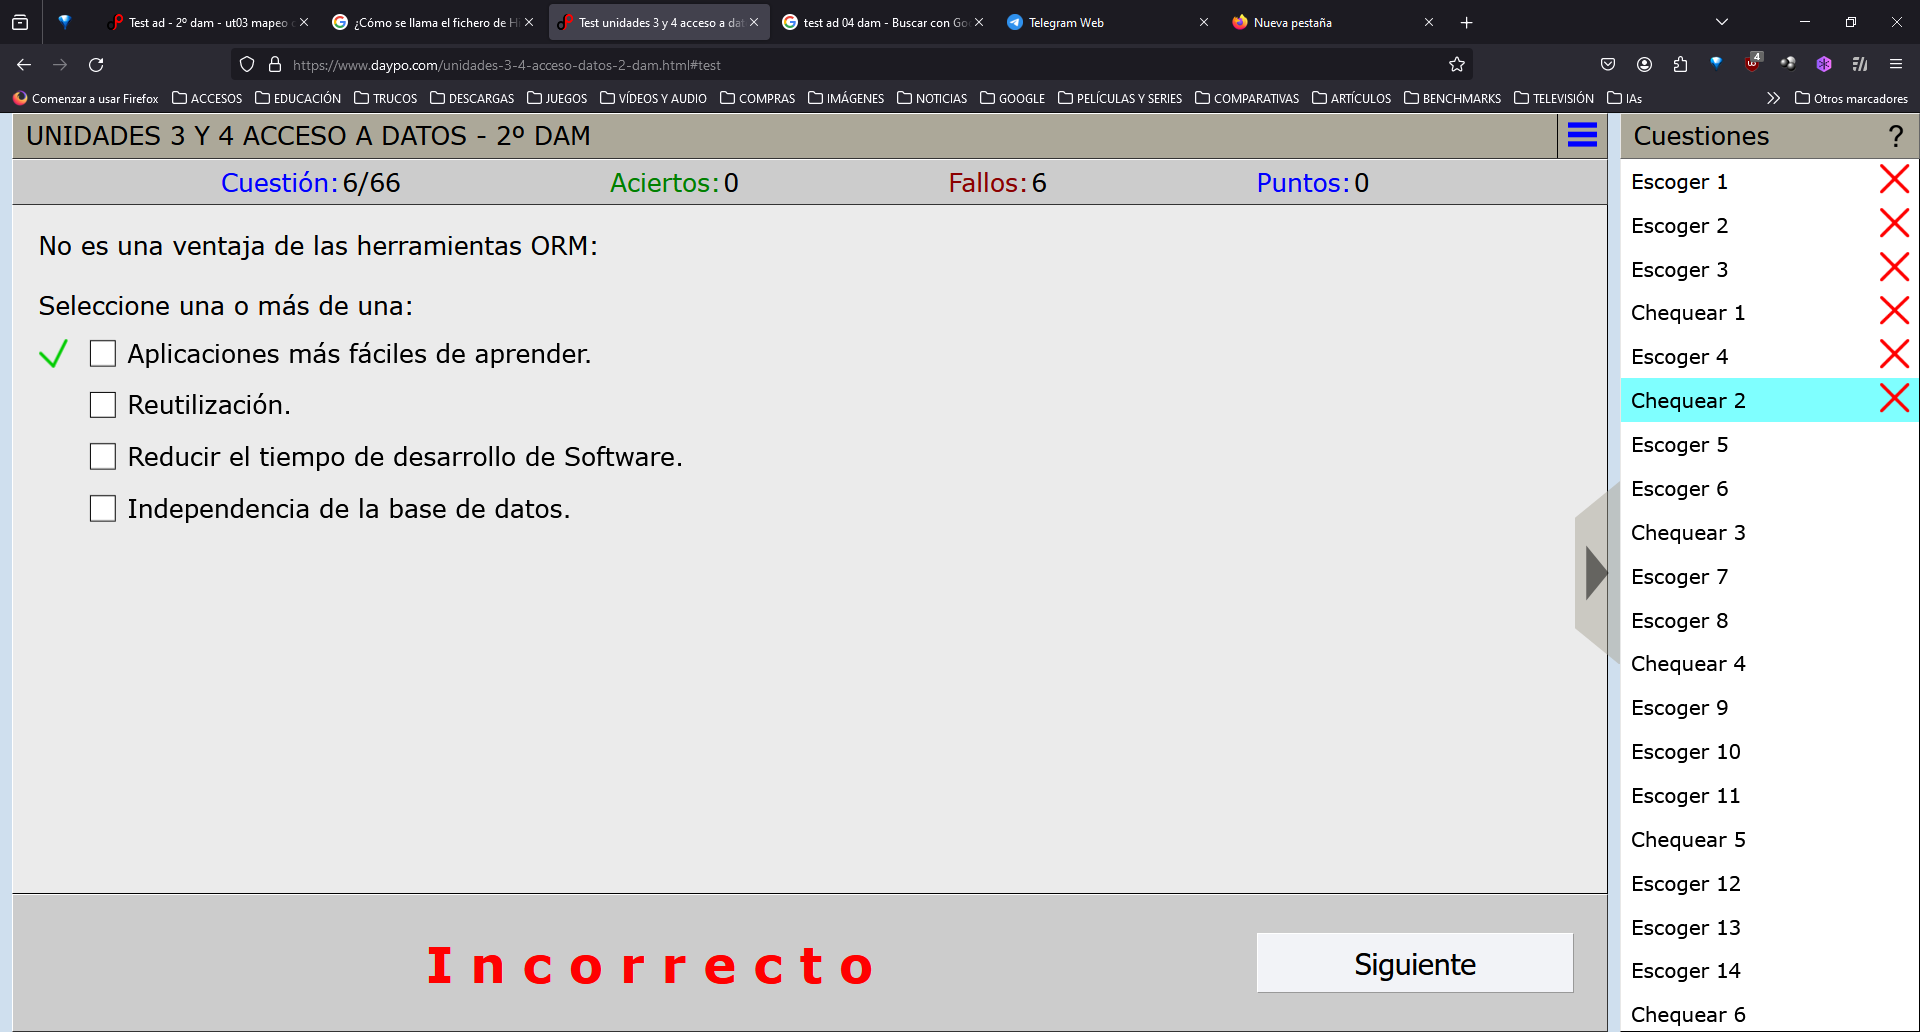 Test ad - 2º dam - ut03 mapeo
¿Cómo se llama el fichero de Hi
Test unidades 3 y 4 acceso a dat
test ad 04 dam - Buscar con Goo
Telegram Web
Nueva pestaña
https://www.daypo.com/unidades-3-4-acceso-datos-2-dam.html#test
4
Comenzar a usar Firefox
ACCESOS
EDUCACIÓN
TRUCOS
DESCARGAS
JUEGOS
VÍDEOS Y AUDIO
COMPRAS
IMÁGENES
NOTICIAS
GOOGLE
PELÍCULAS Y SERIES
COMPARATIVAS
ARTÍCULOS
BENCHMARKS
TELEVISIÓN
IAs
Otros marcadores
UNIDADES 3 Y 4 ACCESO A DATOS - 2º DAM
Cuestión: 6/66
Aciertos: 0
Fallos: 6
Puntos: 0
No es una ventaja de las herramientas ORM:
Seleccione una o más de una:
Aplicaciones más fáciles de aprender.
Reutilización.
Reducir el tiempo de desarrollo de Software.
Independencia de la base de datos.
Incorrecto
Siguiente
Cuestiones ?
Escoger 1
Escoger 2
Escoger 3
Chequear 1
Escoger 4
Chequear 2
Escoger 5
Escoger 6
Chequear 3
Escoger 7
Escoger 8
Chequear 4
Escoger 9
Escoger 10
Escoger 11
Chequear 5
Escoger 12
Escoger 13
Escoger 14
Chequear 6